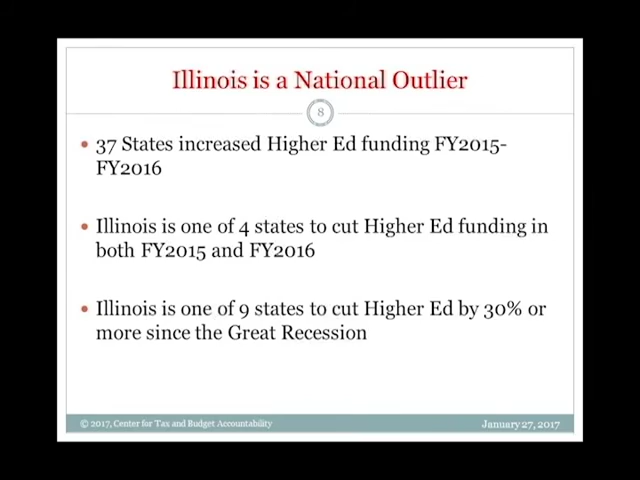 Illinois is a National Outlier
8
• 37 States increased Higher Ed funding FY2015-
FY2016
• Illinois is one of 4 states to cut Higher Ed funding in
both FY2015 and FY2016
• Illinois is one of 9 states to cut Higher Ed by 30% or
more since the Great Recession
© 2017, Center for Tax and Budget Accountability
January 27, 2017